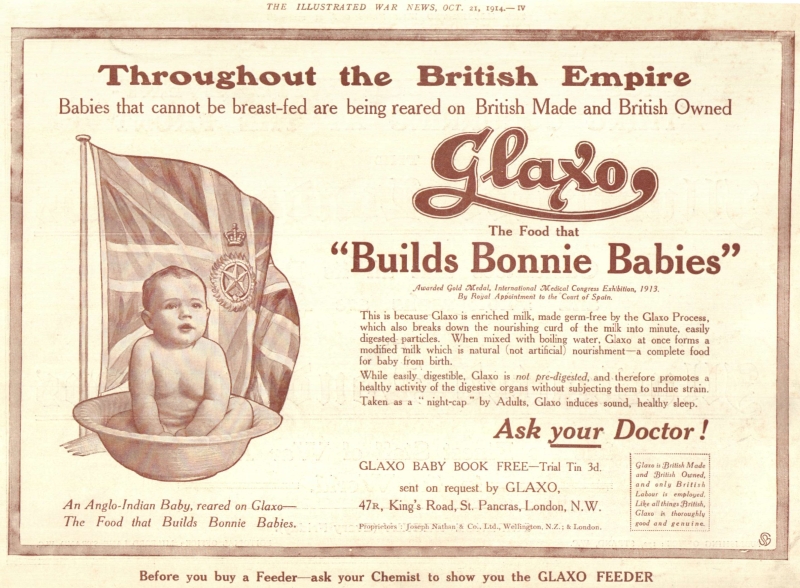 THE ILLUSTRATED WAR NEWS, OCT. 21, 1914.—IV
Throughout the British Empire
Babies that cannot be breast-fed are being reared on British Made and British Owned
Glaxo,
The Food that
"Builds Bonnie Babies"
Awarded Gold Medal, International Medical Congress Exhibition, 1913.
By Royal Appointment to the Court of Spain.
This is because Glaxo is enriched milk, made germ-free by the Glaxo Process,
which also breaks down the nourishing curd of the milk into minute, easily
digested particles. When mixed with boiling water, Glaxo at once forms a
modified milk which is natural (not artificial) nourishment—a complete food
for baby from birth.
While easily digestible, Glaxo is not pre-digested, and therefore promotes a
healthy activity of the digestive organs without subjecting them to undue strain.
Taken as a "night-cap" by Adults, Glaxo induces sound, healthy sleep.
Ask your Doctor!
GLAXO BABY BOOK FREE—Trial Tin 3d.
sent on request by GLAXO,
47R, King's Road, St. Pancras, London, N.W.
Proprietors: Joseph Nathan & Co., Ltd., Wellington, N.Z.; & London.
Glaxo is British Made
and British Owned,
and only British
Labour is employed.
Like all things British,
Glaxo is thoroughly
good and genuine.
An Anglo-Indian Baby, reared on Glaxo—
The Food that Builds Bonnie Babies.
Before you buy a Feeder—ask your Chemist to show you the GLAXO FEEDER